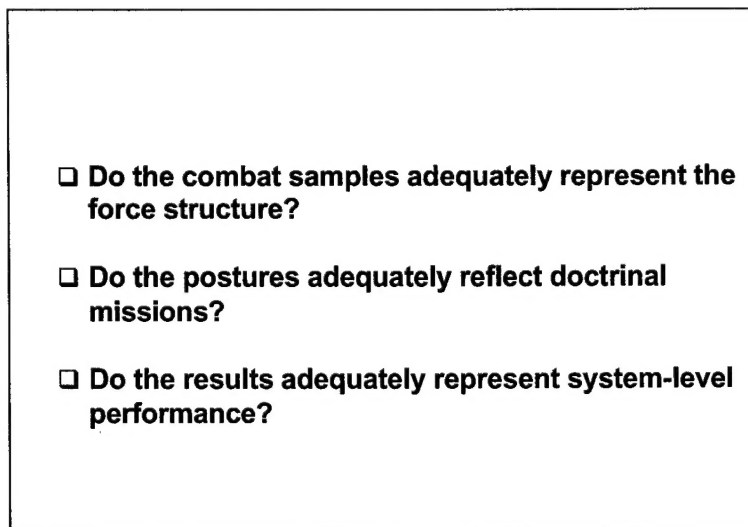 ❑ Do the combat samples adequately represent the
force structure?
❑ Do the postures adequately reflect doctrinal
missions?
❑ Do the results adequately represent system-level
performance?